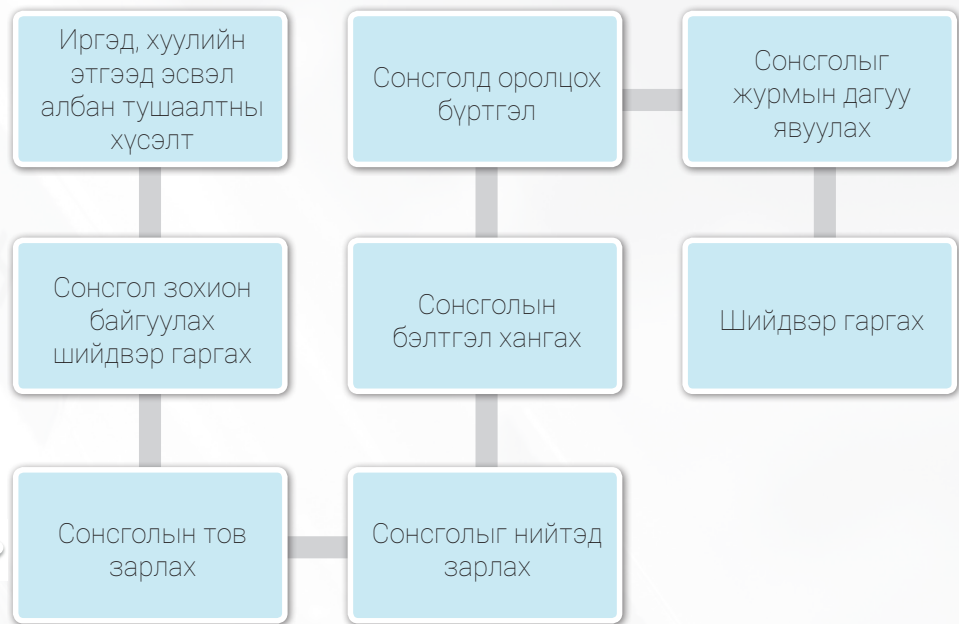 Иргэд, хуулийн
этгээд эсвэл
албан тушаалтны
хүсэлт
Сонсгол зохион
байгуулах
шийдвэр гаргах
Сонсголын тов
зарлах
Сонсголыг нийтэд
зарлах
Сонсголын
бэлтгэл хангах
Сонсголд оролцох
бүртгэл
Сонсголыг
журмын дагуу
явуулах
Шийдвэр гаргах